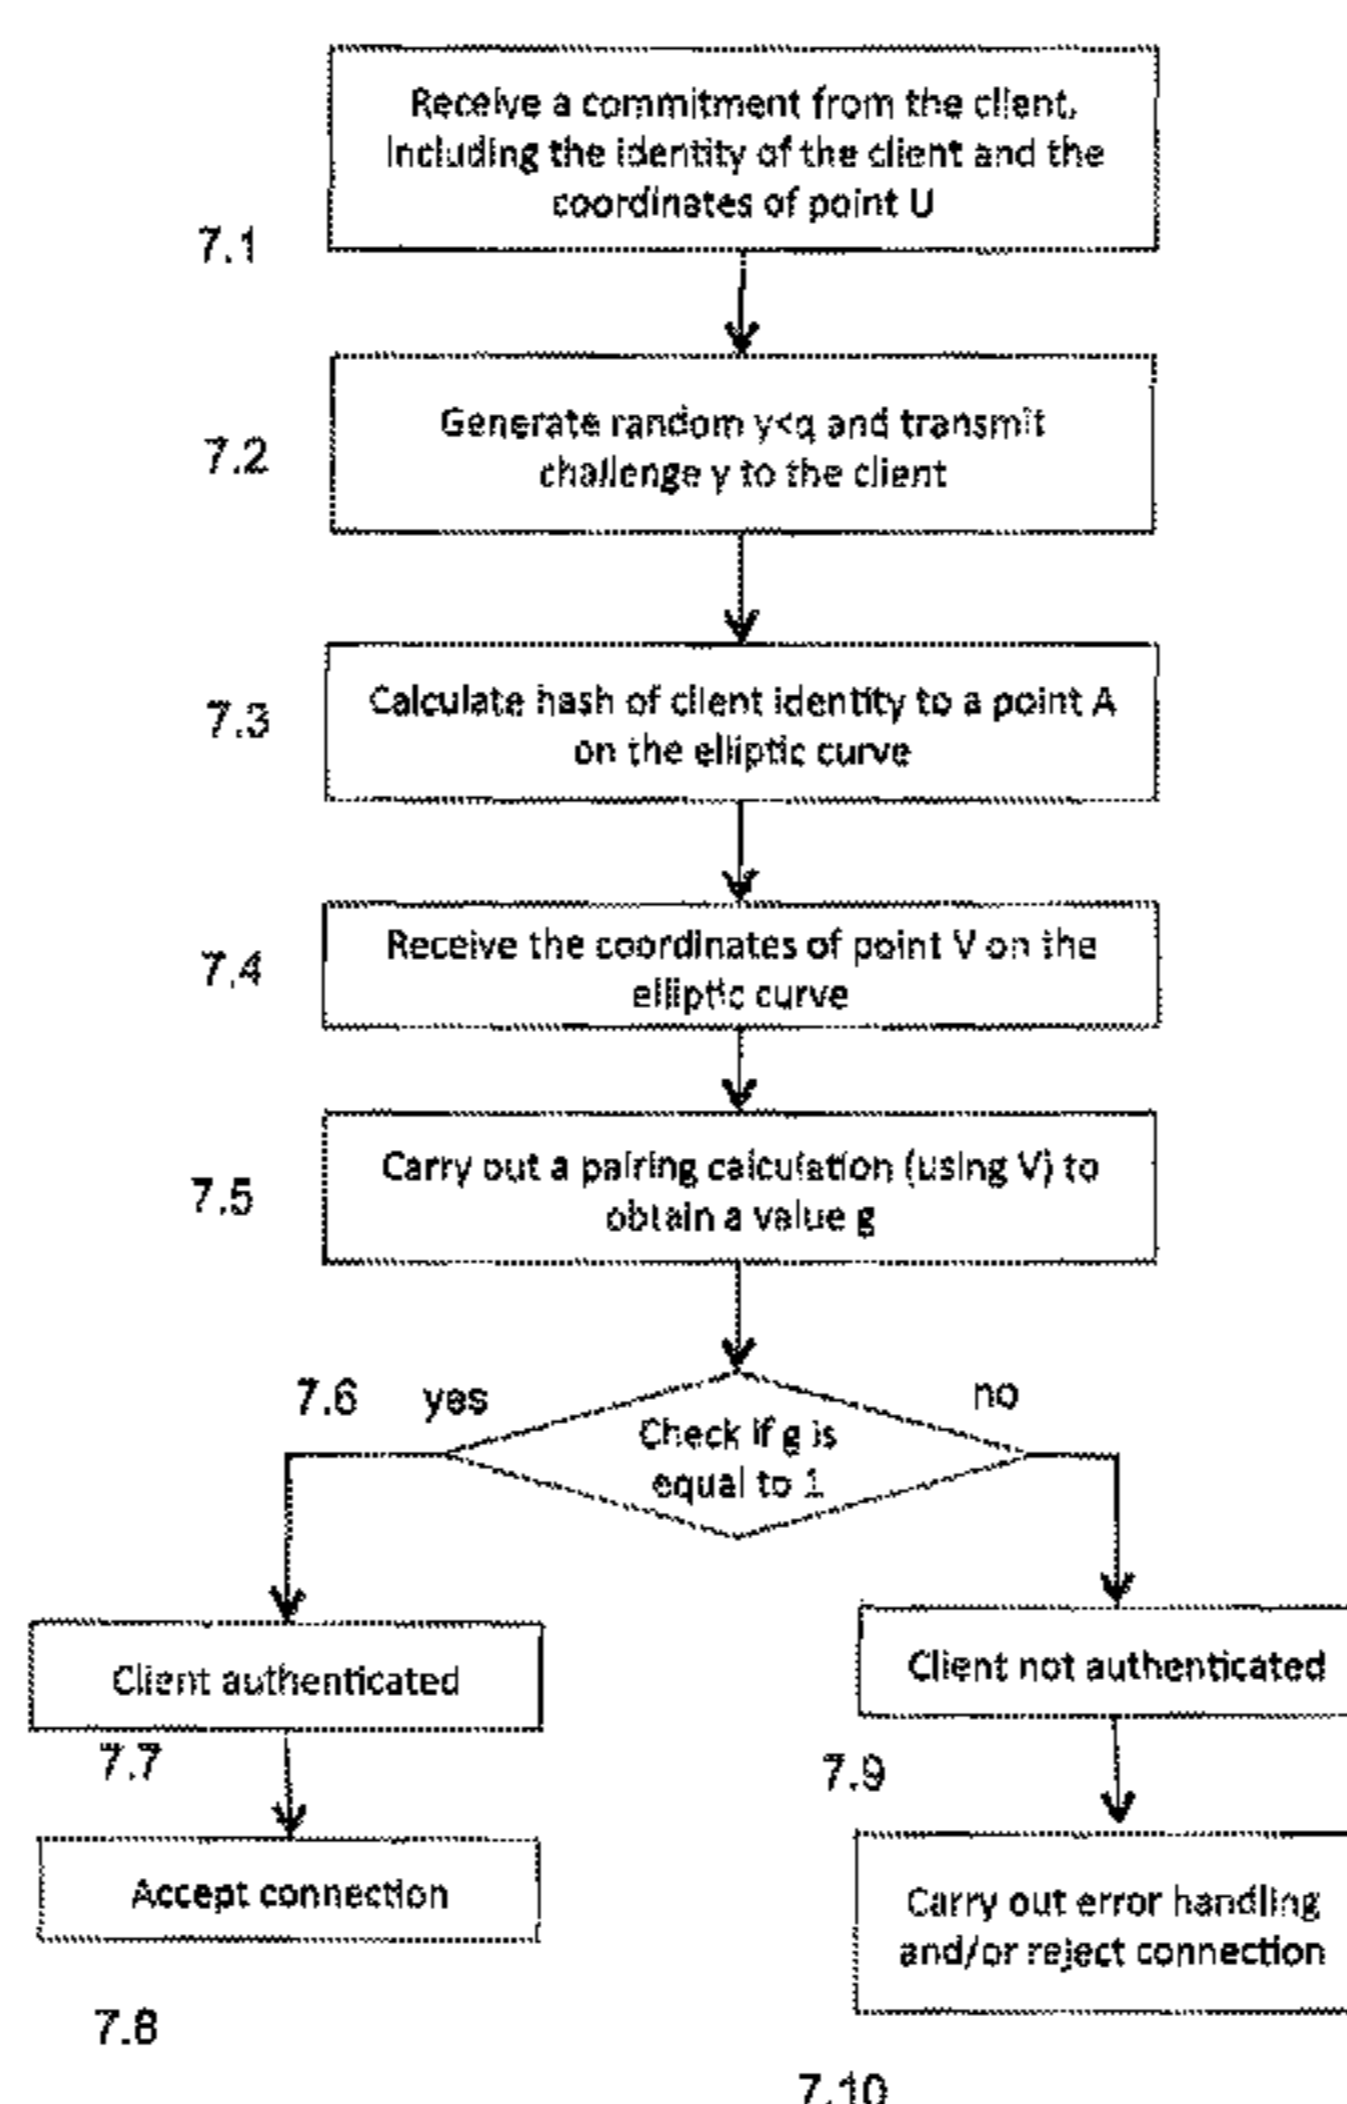 Receive a commitment from the client,
including the identity of the client and the
coordinates of point U
7.1
Generate random y<q and transmit
challenge y to the client
7.2
Calculate hash of client identity to a point A
on the elliptic curve
7.3
Receive the coordinates of point V on the
elliptic curve
7.4
Carry out a pairing calculation (using V) to
obtain a value g
7.5
7.6
yes
no
Check if g is
equal to 1
Client authenticated
7.7
Accept connection
7.8
Client not authenticated
7.9
Carry out error handling
and/or reject connection
7.10